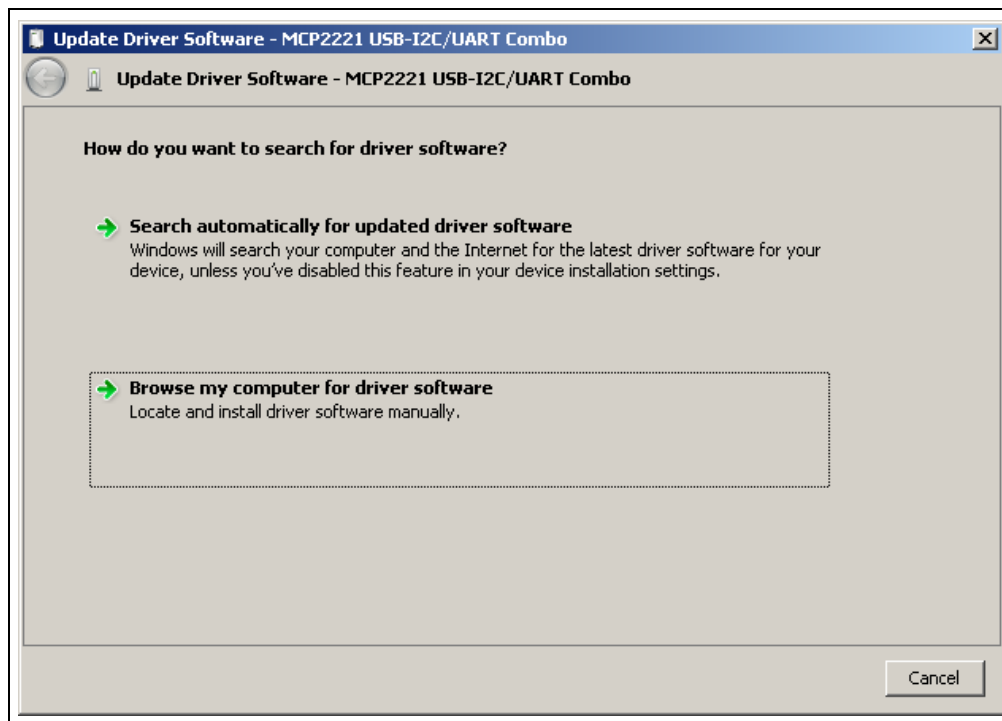 Update Driver Software - MCP2221 USB-I2C/UART Combo
Update Driver Software - MCP2221 USB-I2C/UART Combo
How do you want to search for driver software?
Search automatically for updated driver software
Windows will search your computer and the Internet for the latest driver software for your
device, unless you've disabled this feature in your device installation settings.
Browse my computer for driver software
Locate and install driver software manually.
Cancel